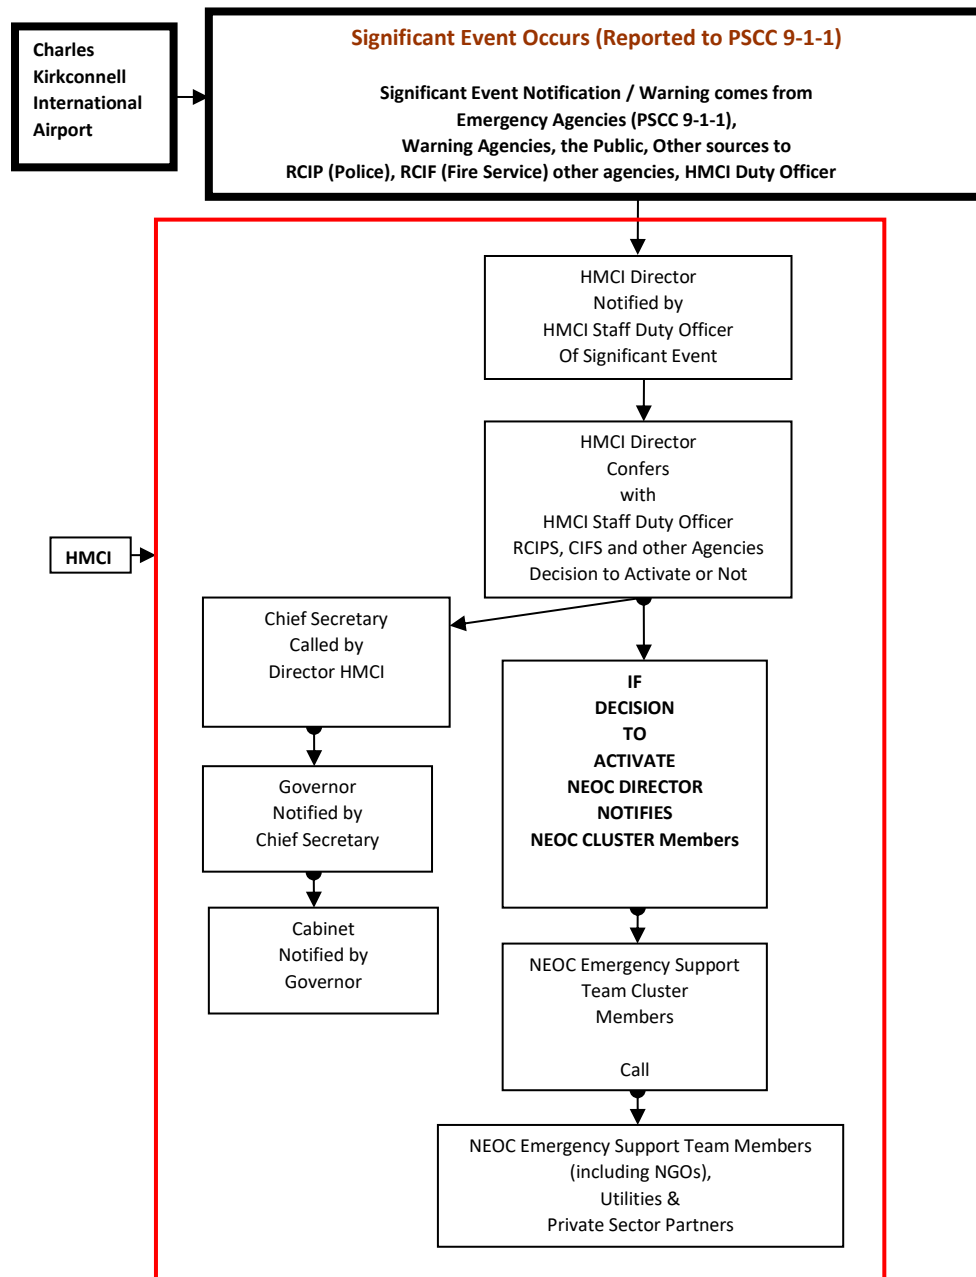 Charles
Kirkconnell
International
Airport
Significant Event Occurs (Reported to PSCC 9-1-1)
Significant Event Notification / Warning comes from
Emergency Agencies (PSCC 9-1-1),
Warning Agencies, the Public, Other sources to
RCIP (Police), RCIF (Fire Service) other agencies, HMCI Duty Officer
HMCI Director
Notified by
HMCI Staff Duty Officer
Of Significant Event
HMCI Director
Confers
with
HMCI Staff Duty Officer
RCIPS, CIFS and other Agencies
Decision to Activate or Not
HMCI
Chief Secretary
Called by
Director HMCI
Governor
Notified by
Chief Secretary
Cabinet
Notified by
Governor
IF
DECISION
TO
ACTIVATE
NEOC DIRECTOR
NOTIFIES
NEOC CLUSTER Members
NEOC Emergency Support
Team Cluster
Members
Call
NEOC Emergency Support Team Members
(including NGOs),
Utilities &
Private Sector Partners